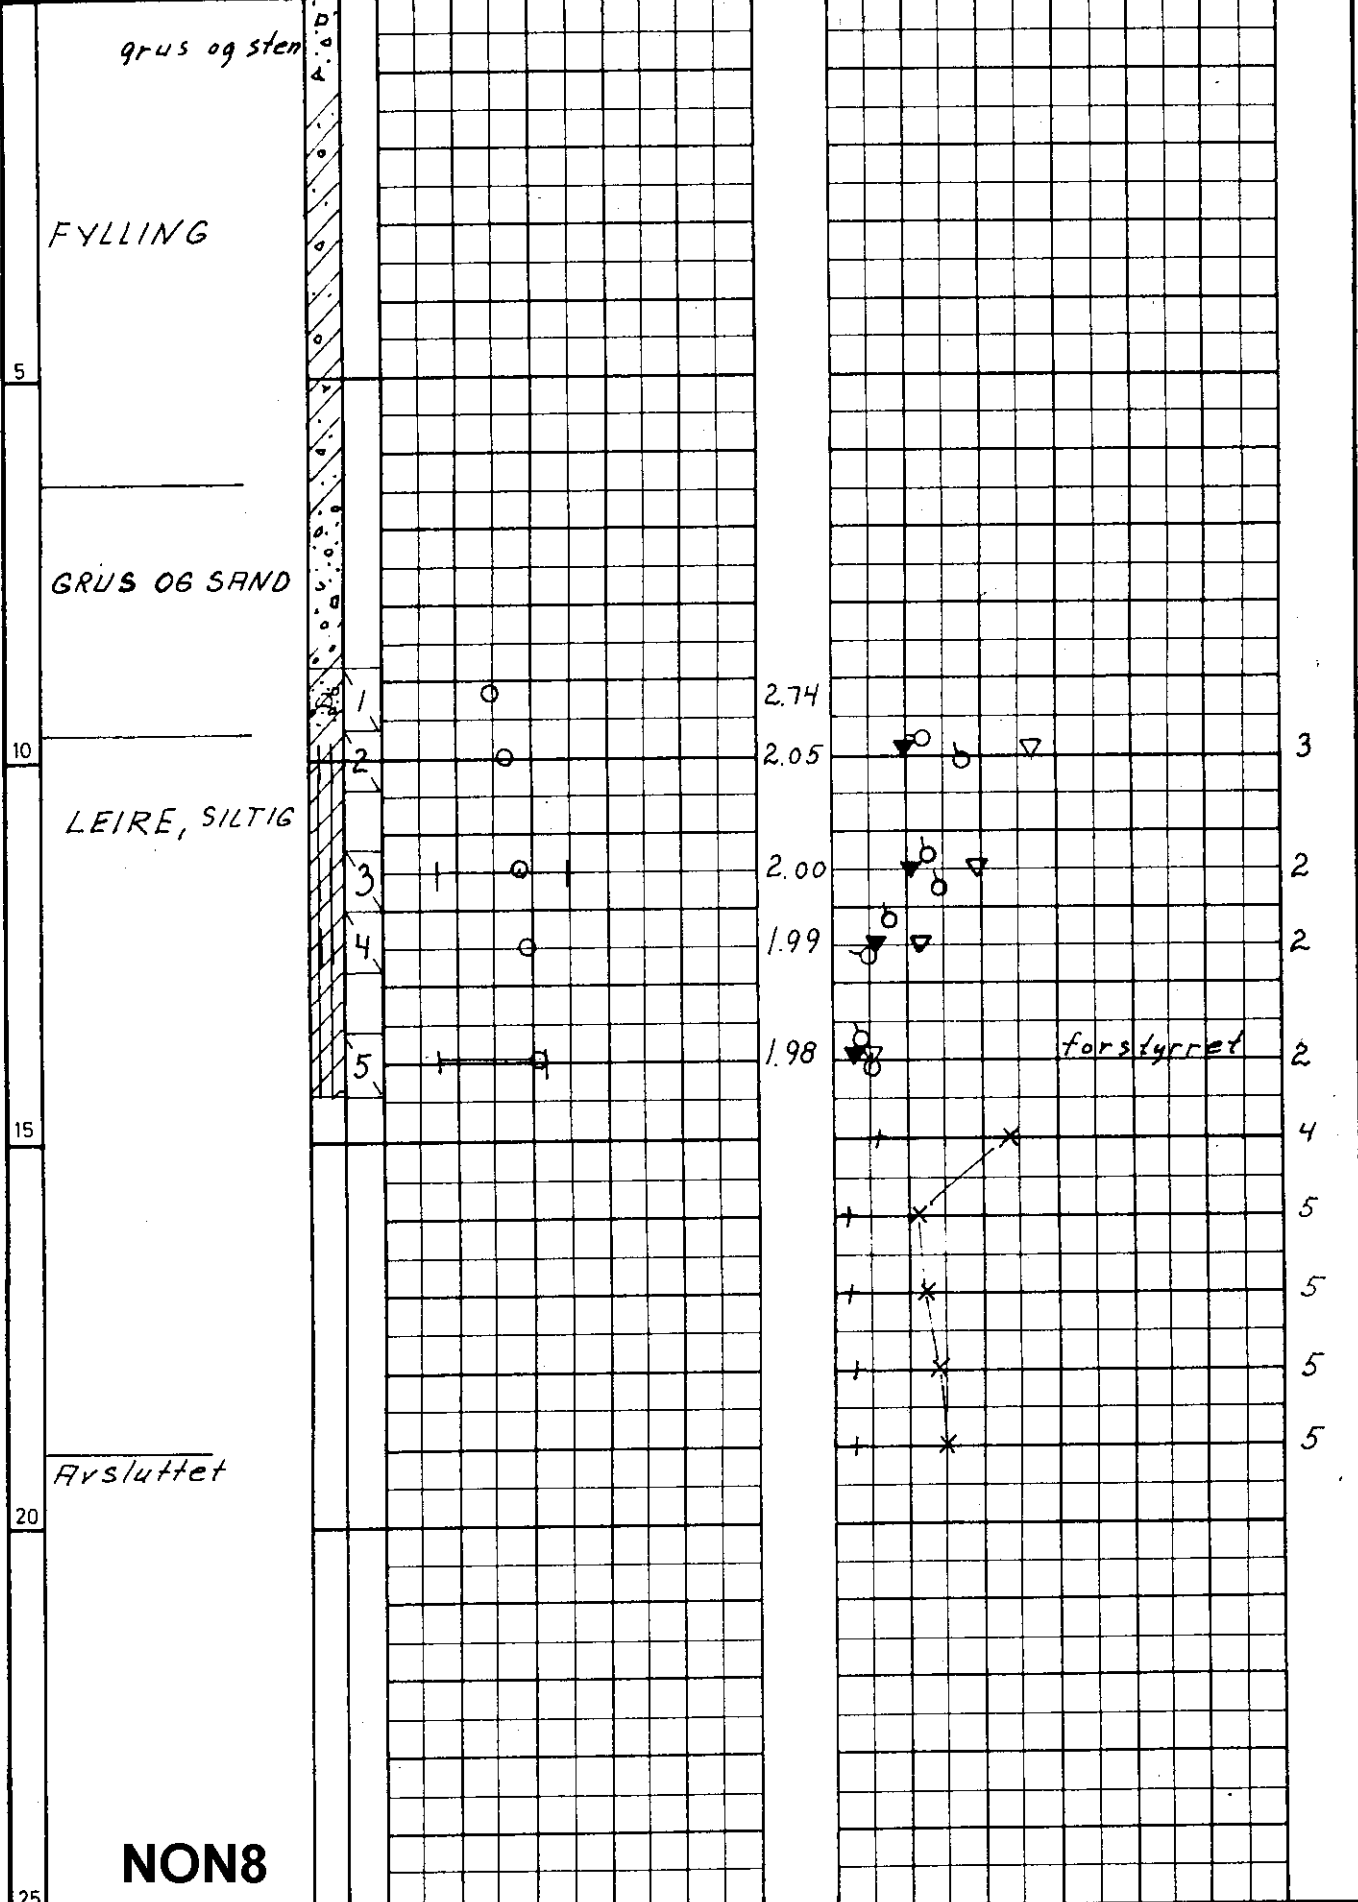 grus og sten
FYLLING
5
GRUS OG SAND
1 2.74
10 2 2.05 3
LEIRE, SILTIG
3 2.00 2
4 1.99 2
5 1.98 forstyrret 2
15 4
5
5
5
5
Avsluttet
20
NON8
25